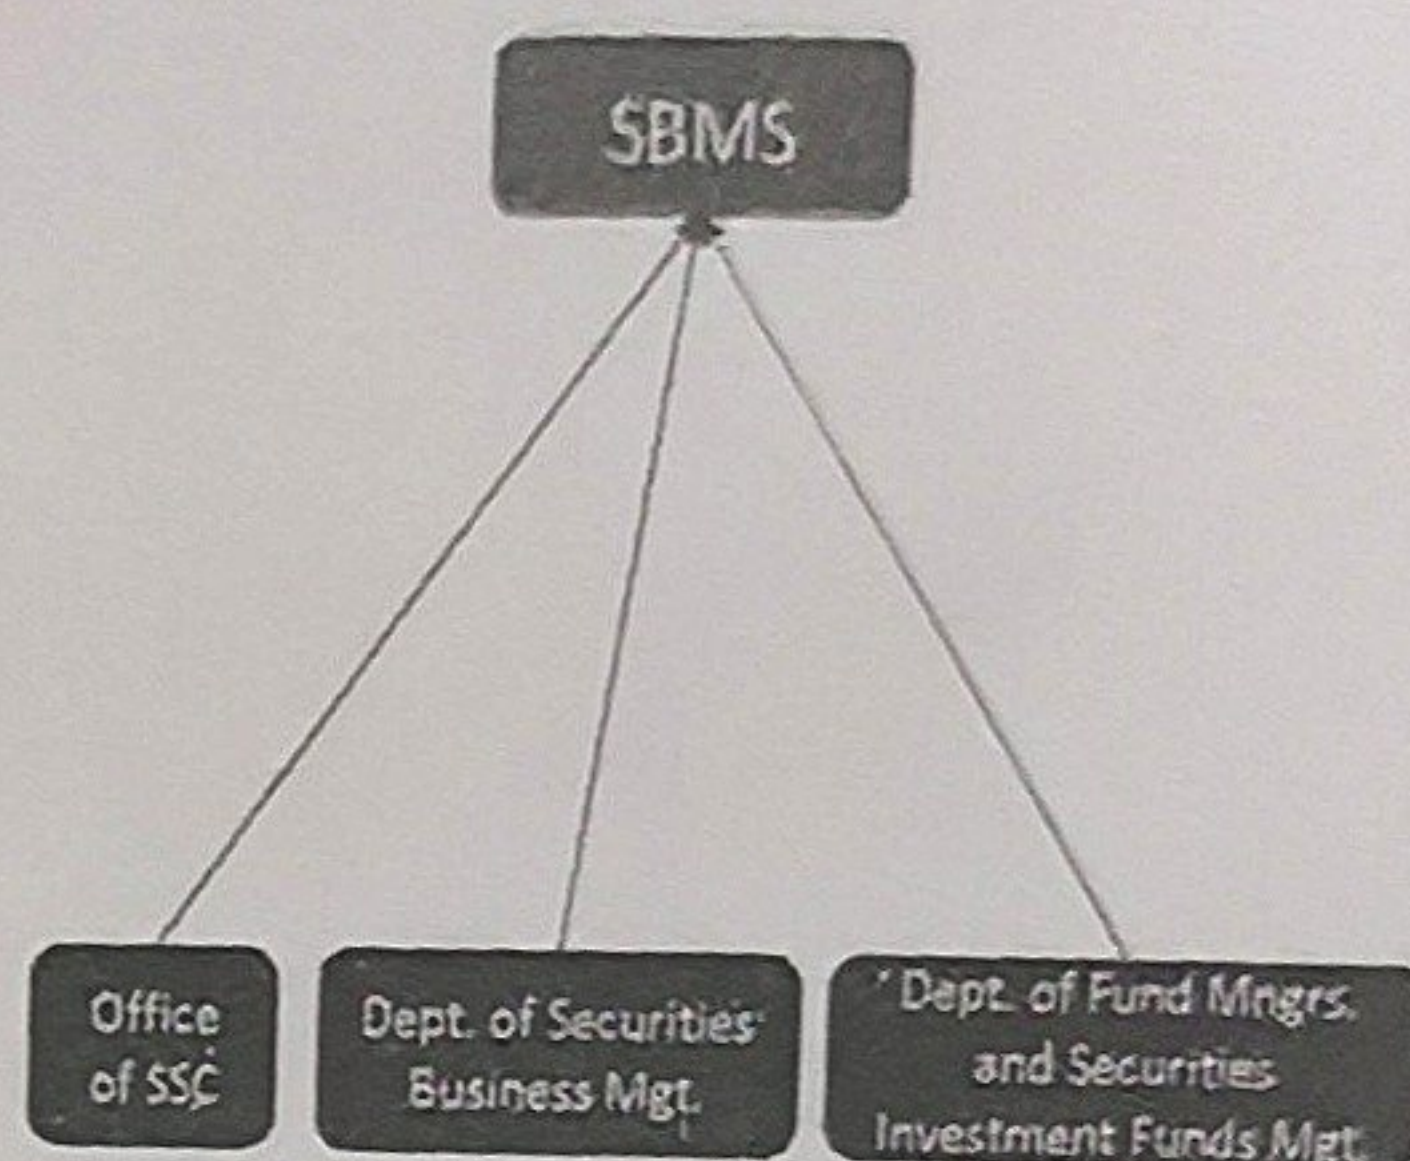 SBMS
Office
of SSC
Dept. of Securities
Business Mgt.
Dept. of Fund Mngrs.
and Securities
Investment Funds Mgt.